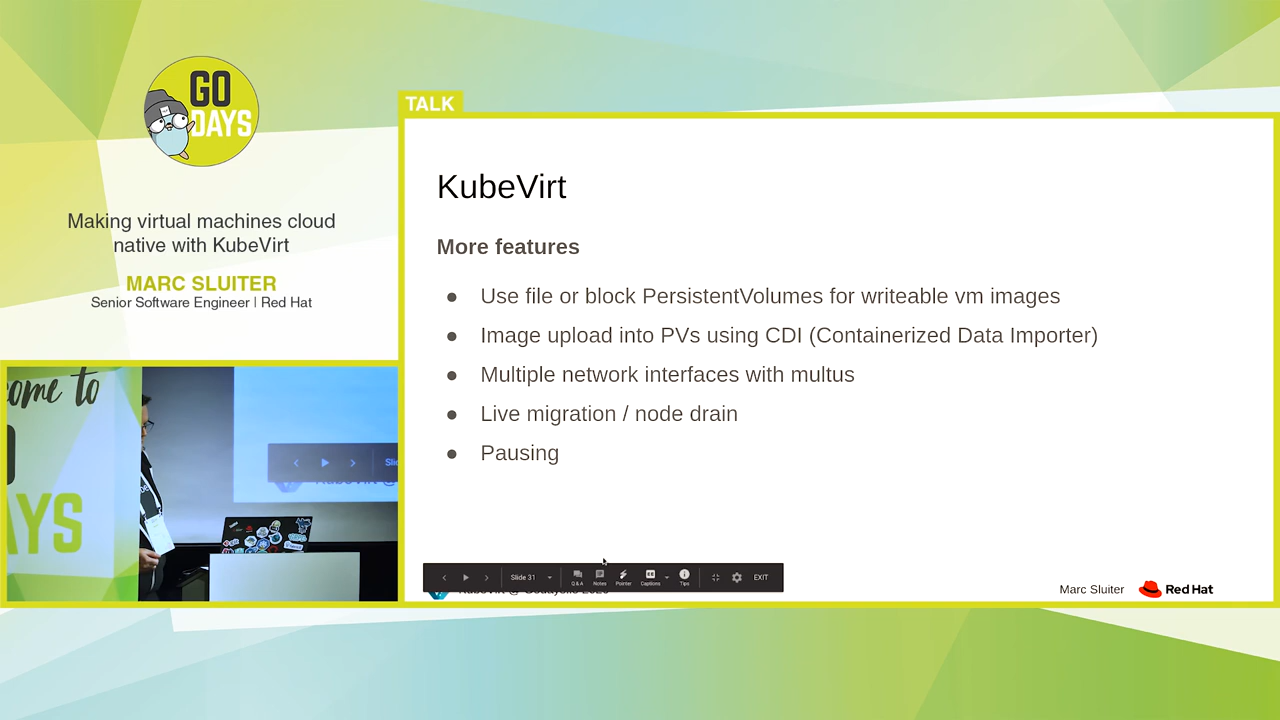 GO
DAYS
TALK
Making virtual machines cloud
native with KubeVirt
MARC SLUITER
Senior Software Engineer | Red Hat
KubeVirt
More features
● Use file or block PersistentVolumes for writeable vm images
● Image upload into PVs using CDI (Containerized Data Importer)
● Multiple network interfaces with multus
● Live migration / node drain
● Pausing
Slide 31
Q & A
Notes
Pointer
Captions
Tips
EXIT
Marc Sluiter
Red Hat
come to
AYS